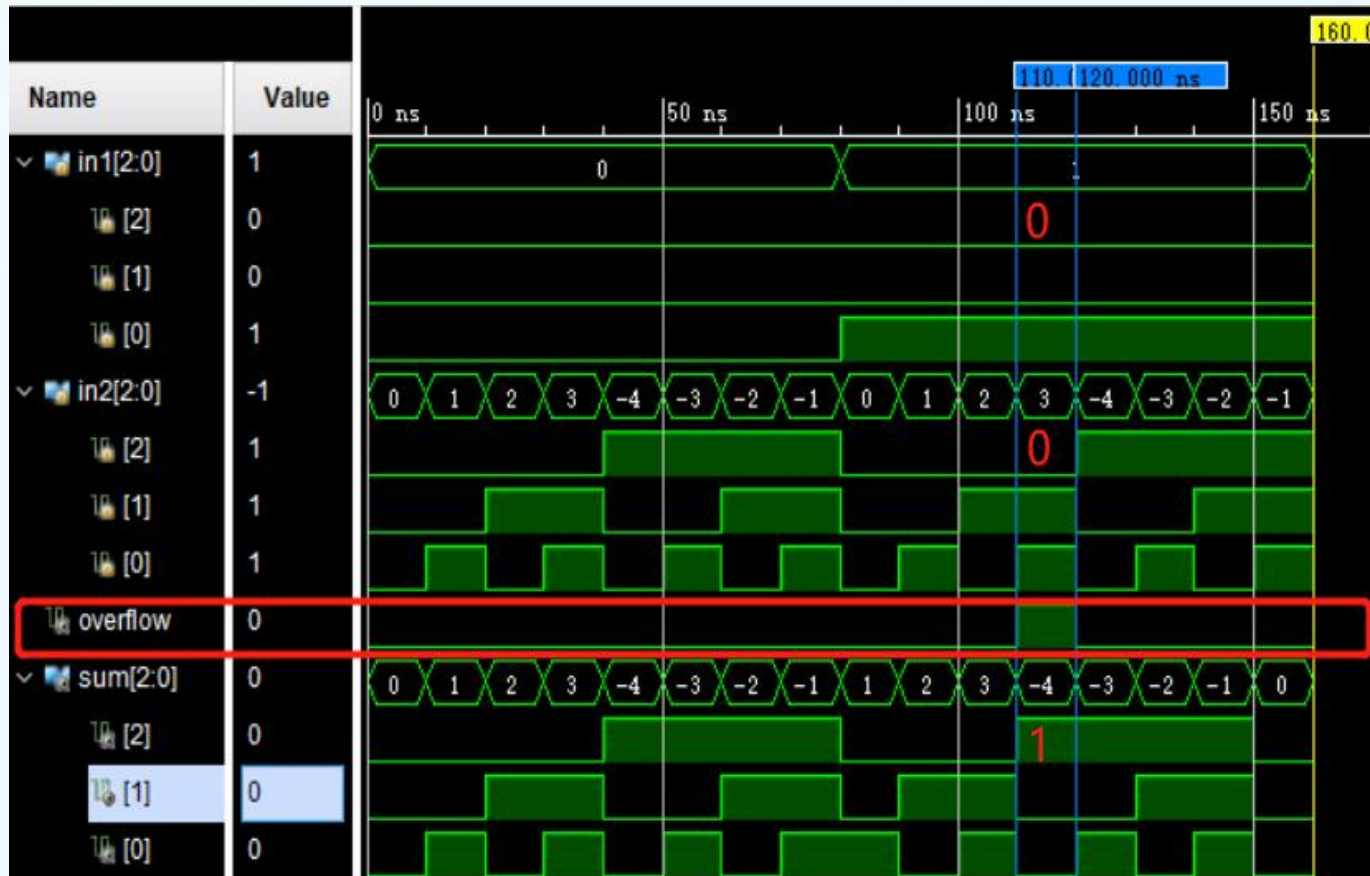 160.0
110.(120.000 ns
Name Value 0 ns 50 ns 100 ns 150 ns
in1[2:0] 1 0 1
[2] 0 0
[1] 0
[0] 1
in2[2:0] -1 0 1 2 3 -4 -3 -2 -1 0 1 2 3 -4 -3 -2 -1
[2] 1 0
[1] 1
[0] 1
overflow 0
sum[2:0] 0 0 1 2 3 -4 -3 -2 -1 1 2 3 -4 -3 -2 -1 0
[2] 0 1
[1] 0
[0] 0